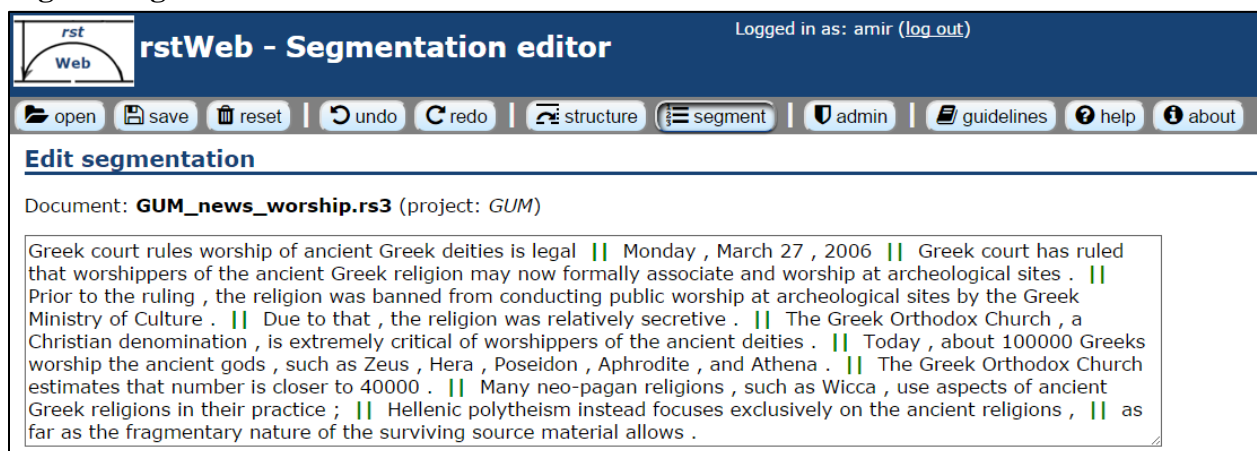 rst
Web
rstWeb - Segmentation editor
Logged in as: amir (log out)
open save reset | undo redo | structure segment | admin | guidelines help about
Edit segmentation
Document: GUM_news_worship.rs3 (project: GUM)
Greek court rules worship of ancient Greek deities is legal || Monday , March 27 , 2006 || Greek court has ruled
that worshippers of the ancient Greek religion may now formally associate and worship at archeological sites . ||
Prior to the ruling , the religion was banned from conducting public worship at archeological sites by the Greek
Ministry of Culture . || Due to that , the religion was relatively secretive . || The Greek Orthodox Church , a
Christian denomination , is extremely critical of worshippers of the ancient deities . || Today , about 100000 Greeks
worship the ancient gods , such as Zeus , Hera , Poseidon , Aphrodite , and Athena . || The Greek Orthodox Church
estimates that number is closer to 40000 . || Many neo-pagan religions , such as Wicca , use aspects of ancient
Greek religions in their practice ; || Hellenic polytheism instead focuses exclusively on the ancient religions , || as
far as the fragmentary nature of the surviving source material allows .